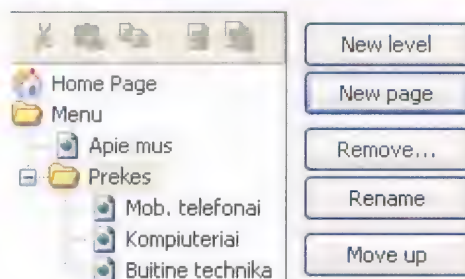 Home Page
Menu
Apie mus
Prekes
Mob. telefonai
Kompiuteriai
Buitine technika
New level
New page
Remove...
Rename
Move up